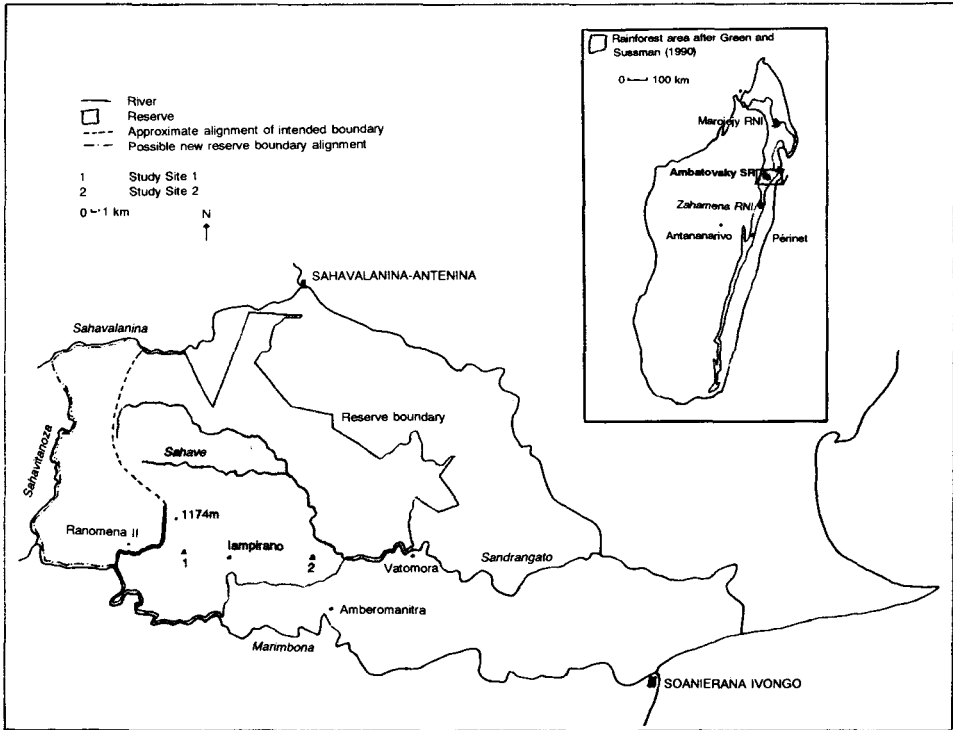 River
Reserve
Approximate alignment of intended boundary
Possible new reserve boundary alignment
1 Study Site 1
2 Study Site 2
0 1 km
N
Rainforest area after Green and
Sussman (1990)
0 100 km
Marojejy RNI
Ambatovaky SR
Zahamena RNI
Antananarivo
Périnet
SAHAVALANINA-ANTENINA
Sahavalanina
Reserve boundary
Sahave
Sahavitanoza
1174m
Ranomena II
Iampirano
1
2
Vatomora
Sandrangato
Amberomanitra
Marimbona
SOANIERANA IVONGO